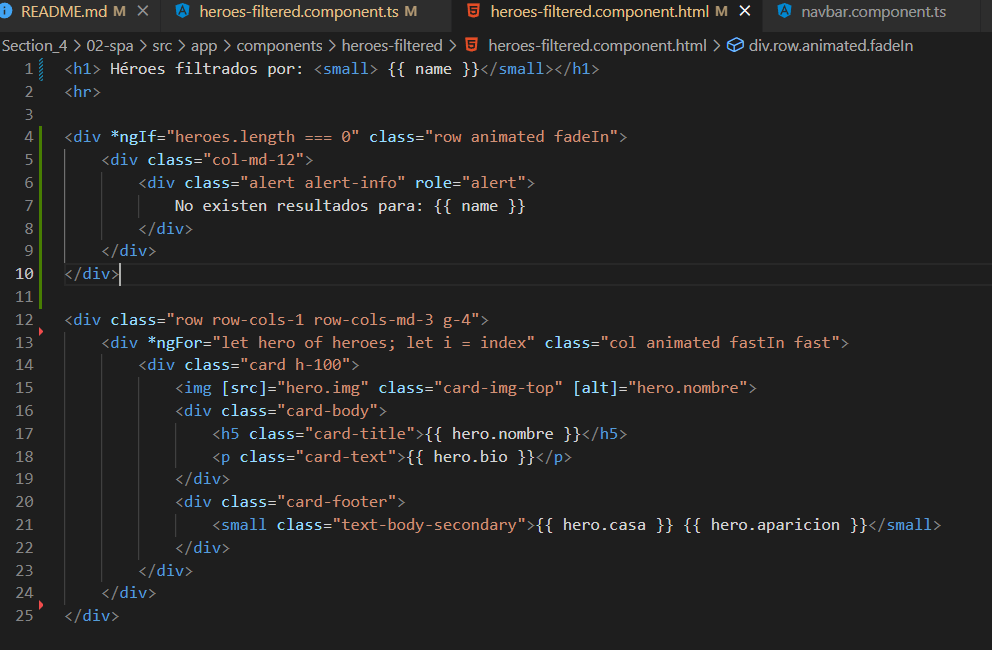 README.md M heroes-filtered.component.ts M heroes-filtered.component.html M navbar.component.ts
Section_4 > 02-spa > src > app > components > heroes-filtered > heroes-filtered.component.html > div.row.animated.fadeIn
1 <h1> Héroes filtrados por: <small> {{ name }}</small></h1>
2 <hr>
3
4 <div *ngIf="heroes.length === 0" class="row animated fadeIn">
5 <div class="col-md-12">
6 <div class="alert alert-info" role="alert">
7 No existen resultados para: {{ name }}
8 </div>
9 </div>
10 </div>
11
12 <div class="row row-cols-1 row-cols-md-3 g-4">
13 <div *ngFor="let hero of heroes; let i = index" class="col animated fastIn fast">
14 <div class="card h-100">
15 <img [src]="hero.img" class="card-img-top" [alt]="hero.nombre">
16 <div class="card-body">
17 <h5 class="card-title">{{ hero.nombre }}</h5>
18 <p class="card-text">{{ hero.bio }}</p>
19 </div>
20 <div class="card-footer">
21 <small class="text-body-secondary">{{ hero.casa }} {{ hero.aparicion }}</small>
22 </div>
23 </div>
24 </div>
25 </div>